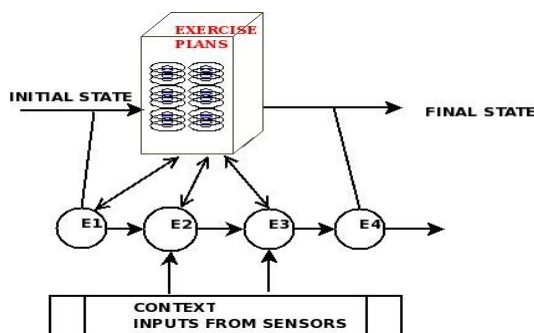 EXERCISE
PLANS
INITIAL STATE
FINAL STATE
E1
E2
E3
E4
CONTEXT
INPUTS FROM SENSORS